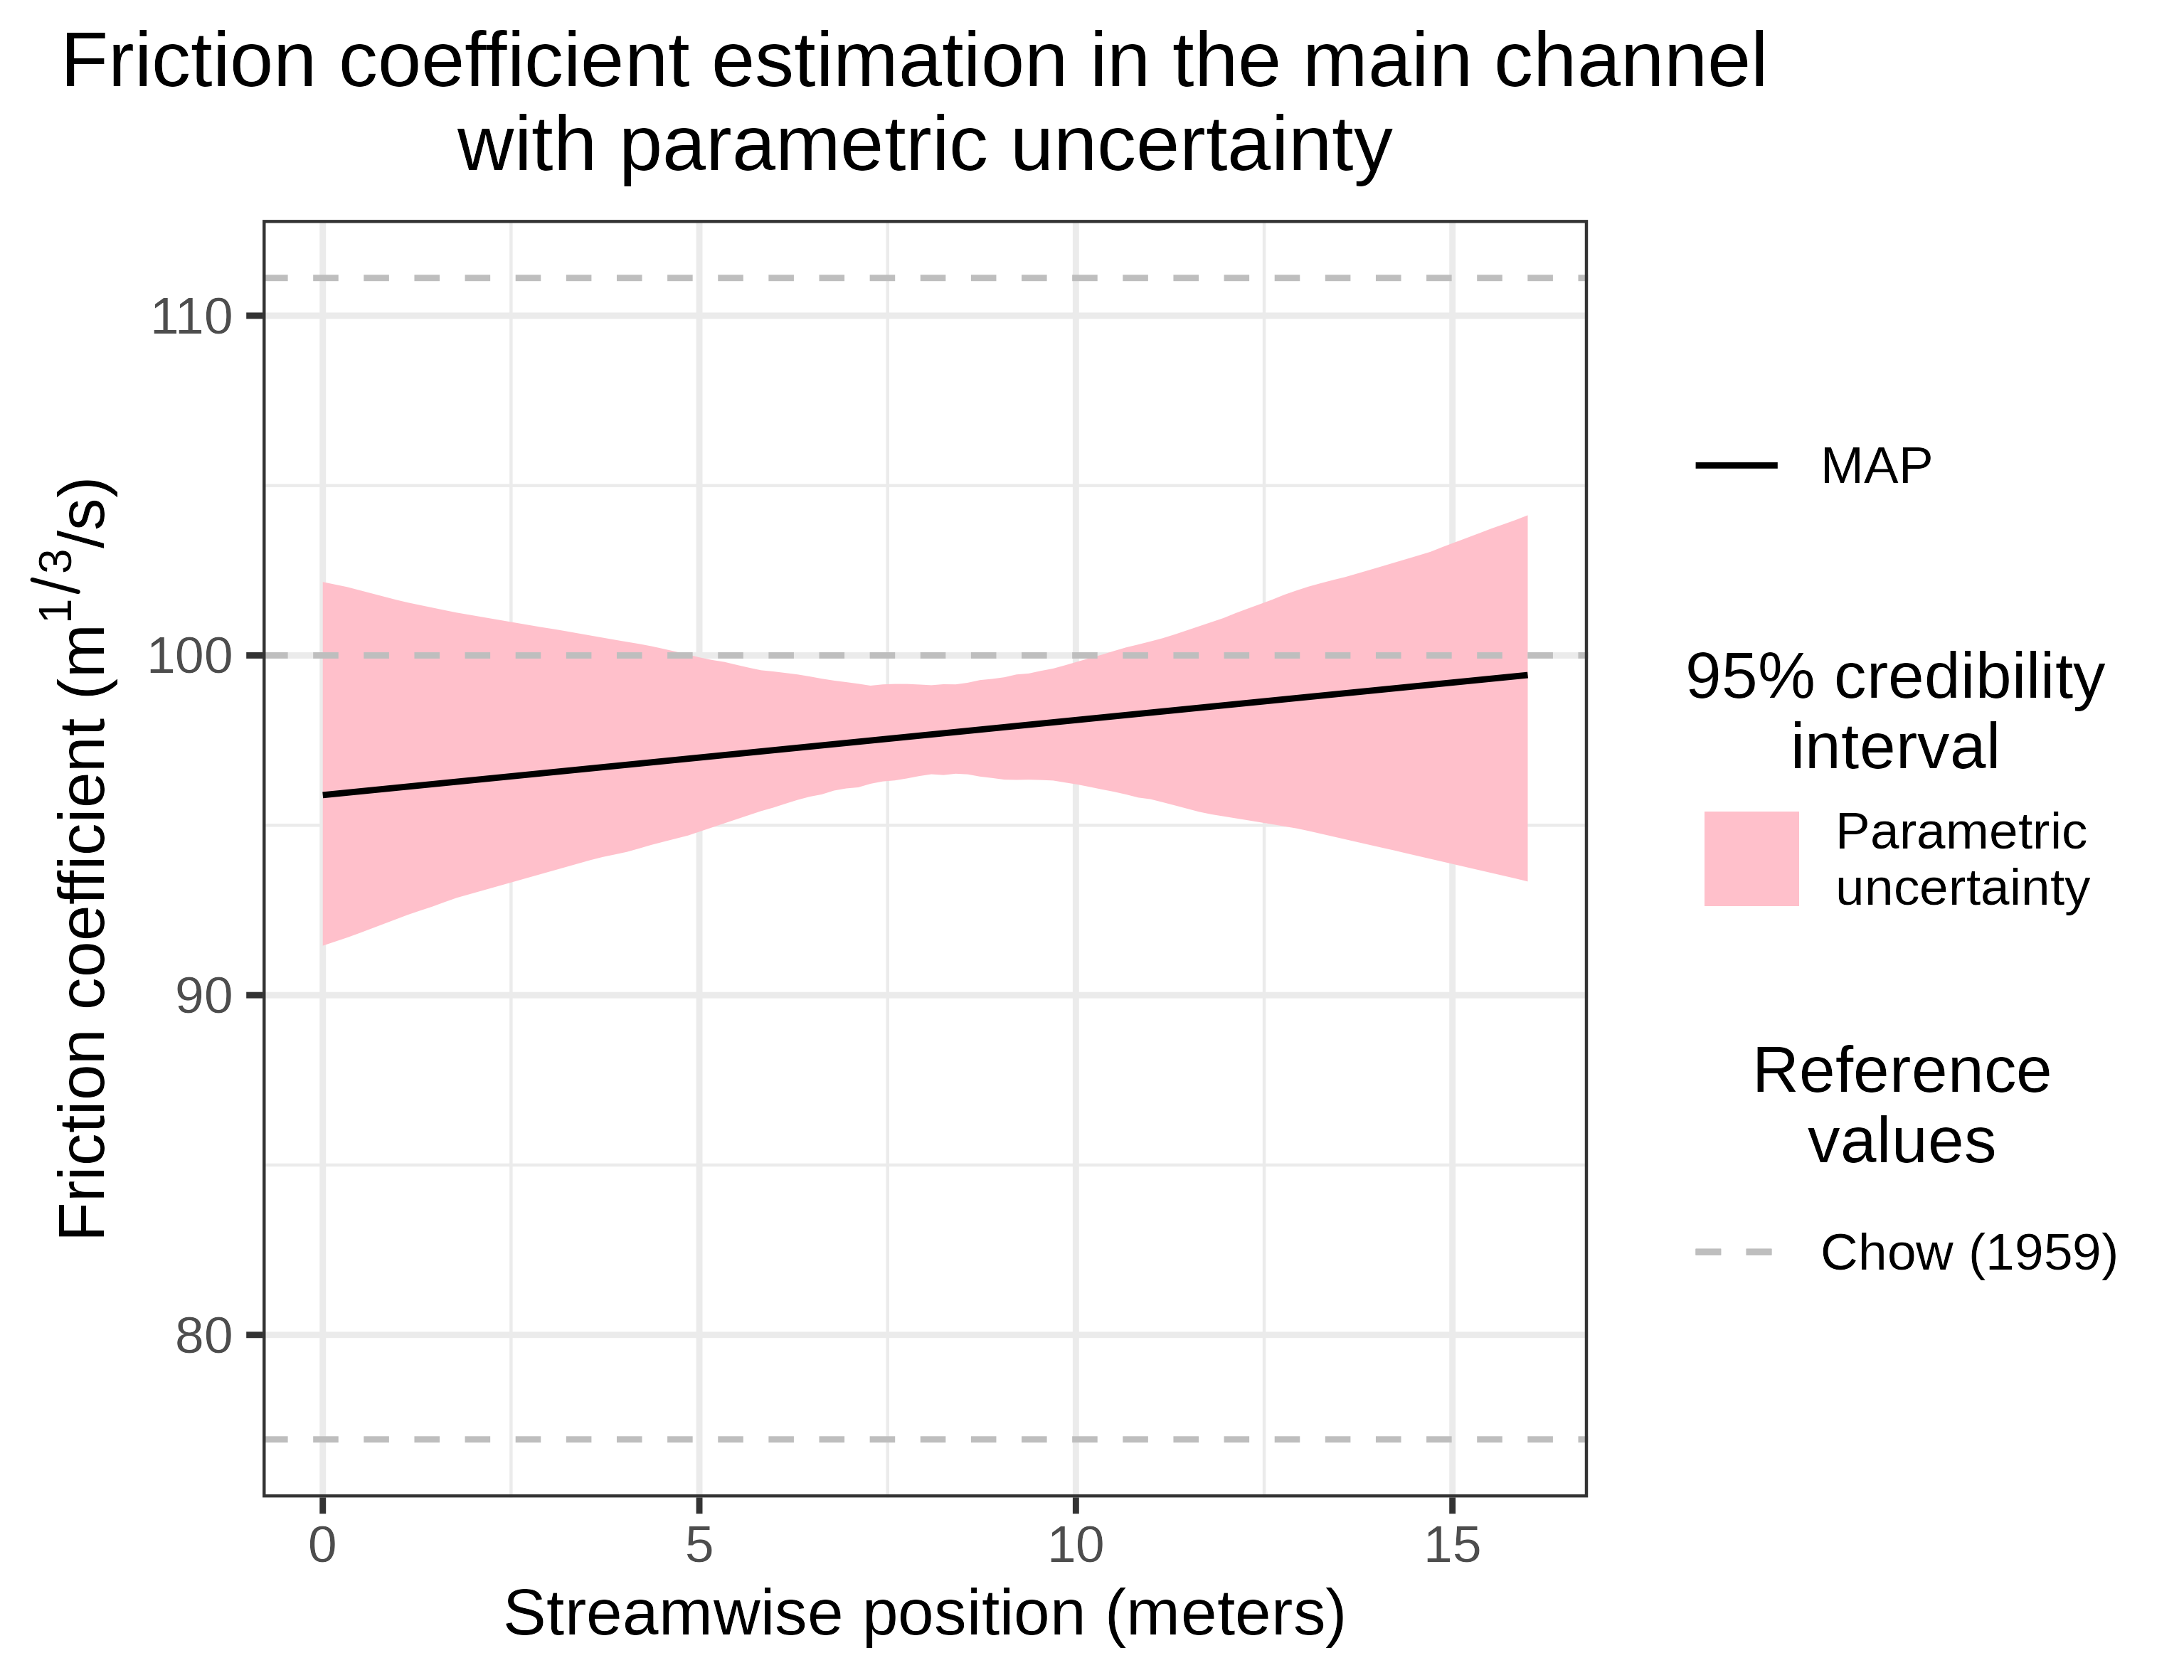 Friction coefficient estimation in the main channel
with parametric uncertainty
Friction coefficient (m^1/3/s)
110
100
90
80
0
5
10
15
Streamwise position (meters)
MAP
95% credibility
interval
Parametric
uncertainty
Reference
values
Chow (1959)